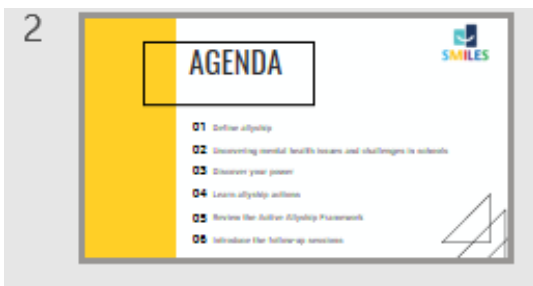 2
AGENDA
SMILES
01 Define allyship
02 Uncovering mental health issues and challenges in schools
03 Discover your power
04 Learn allyship actions
05 Review the Active Allyship Framework
06 Introduce the follow-up sessions